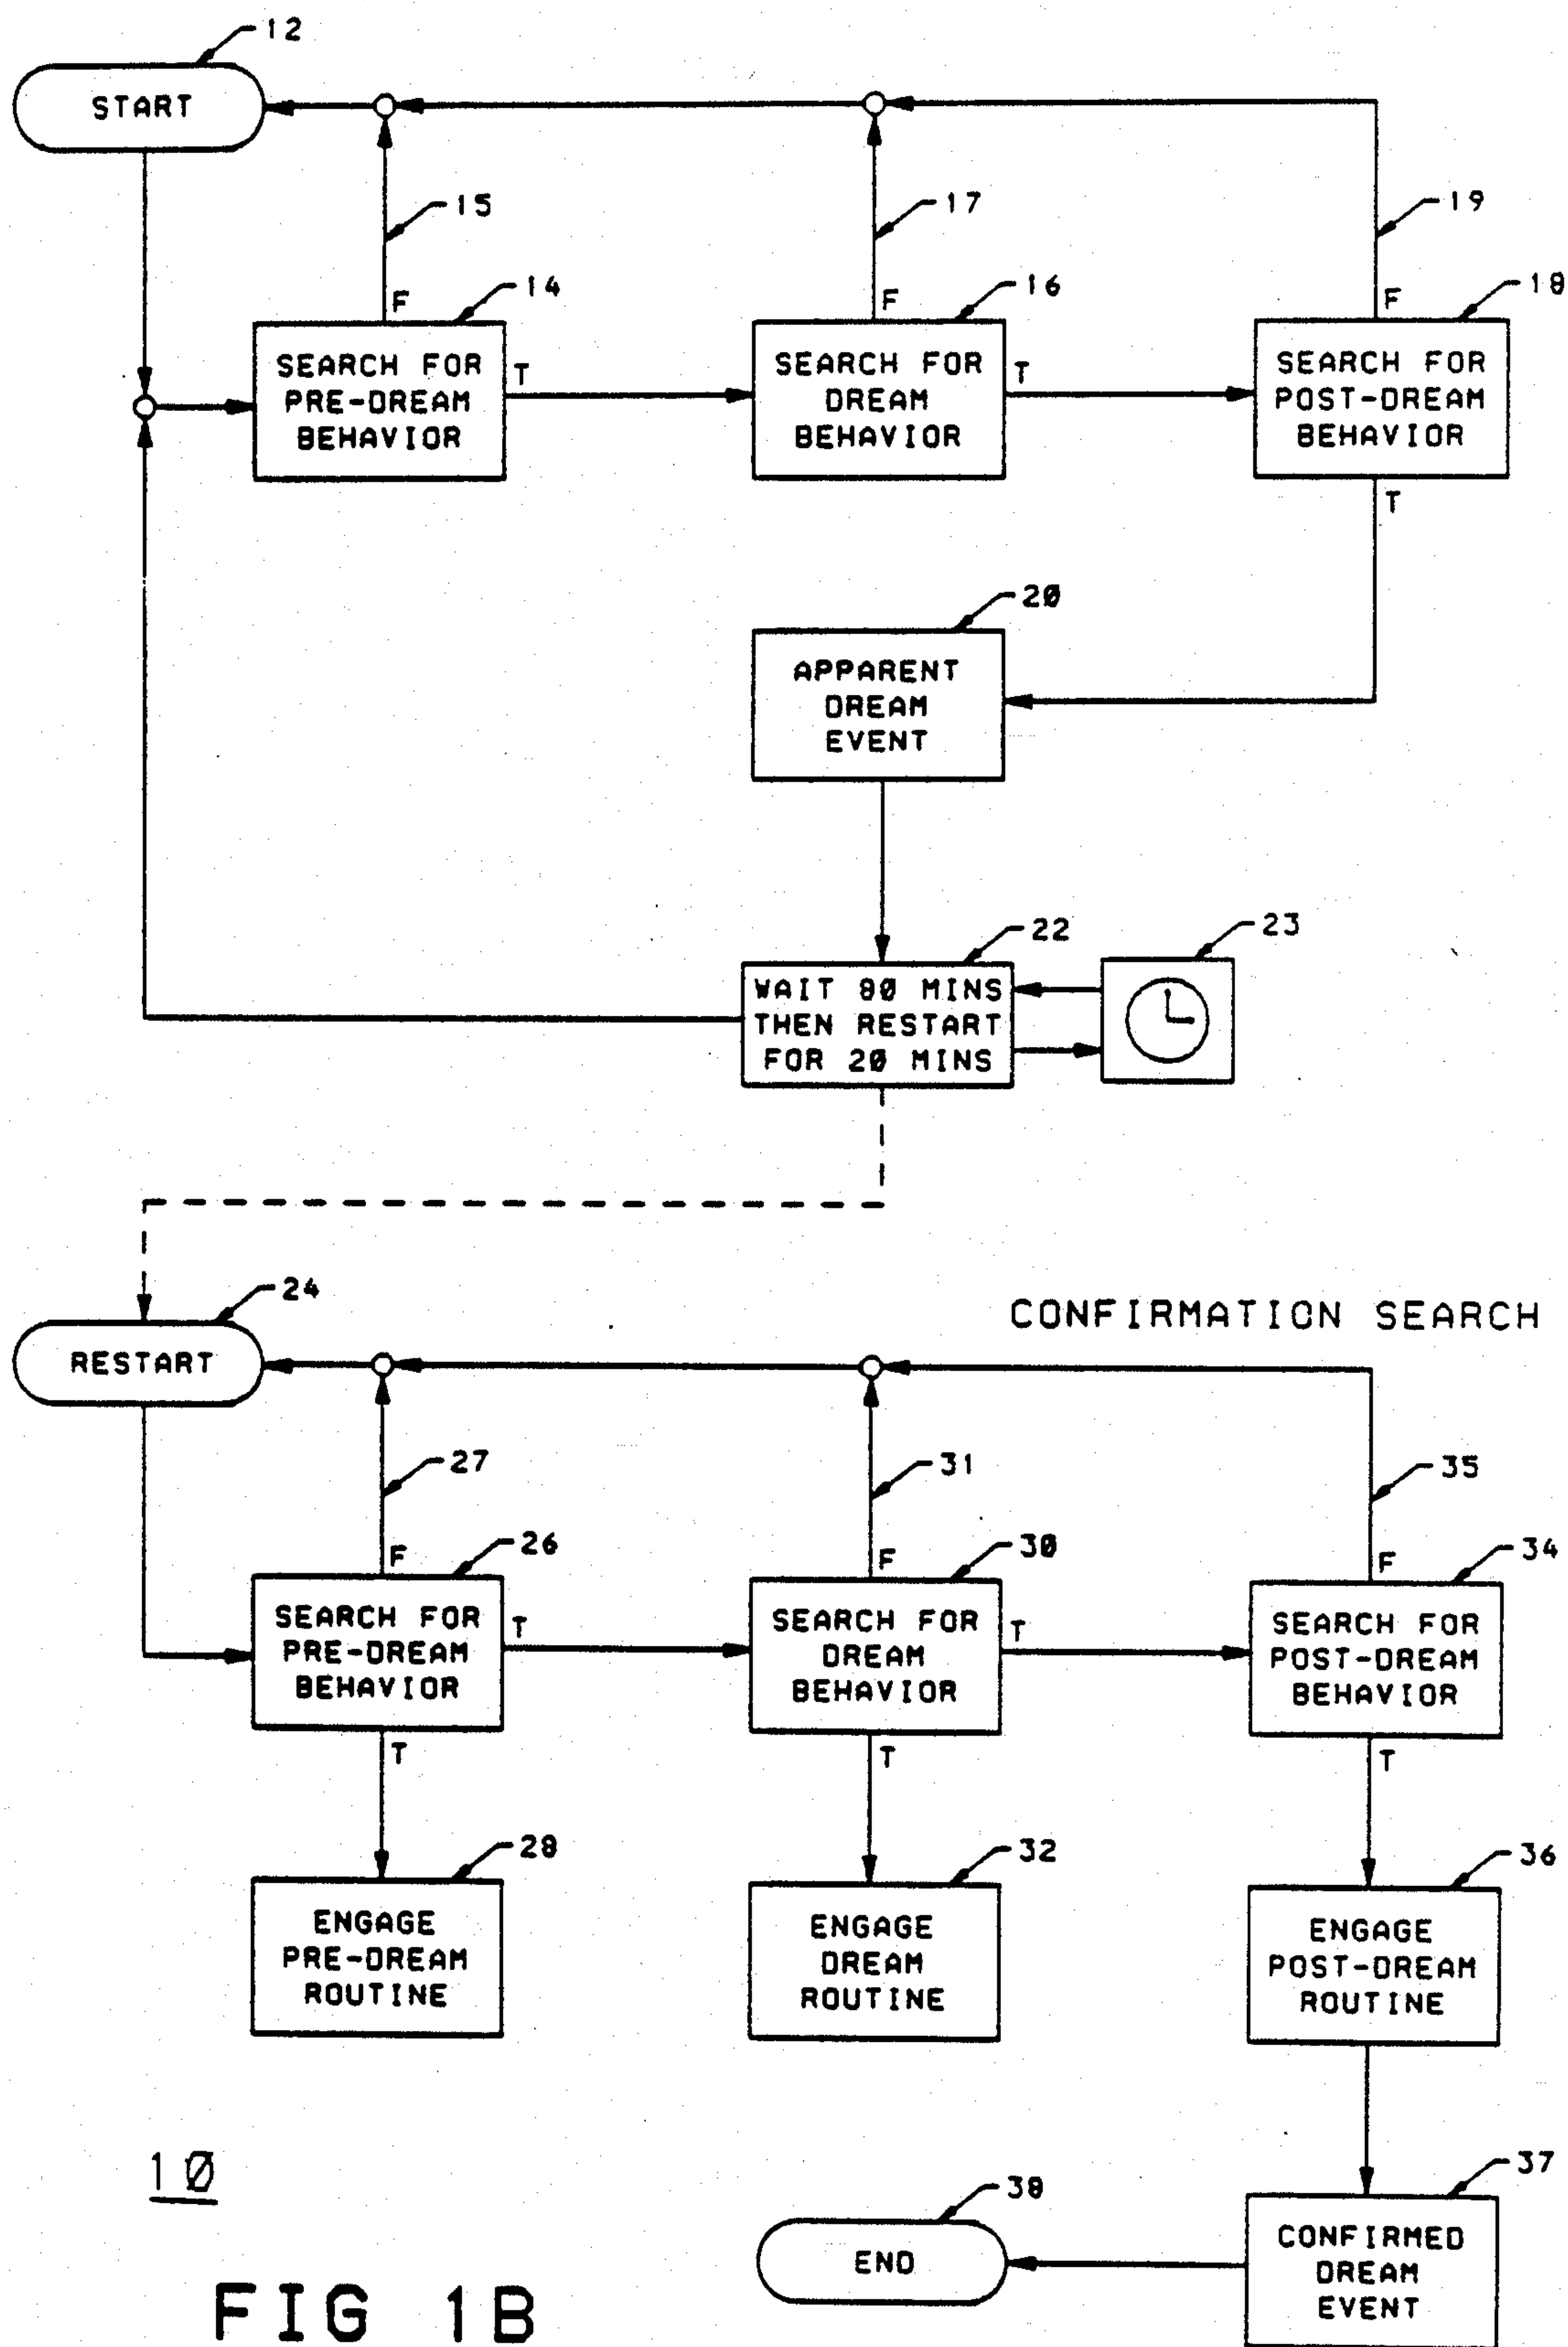 12
START
15
17
19
14
16
18
F
F
F
SEARCH FOR
PRE-DREAM
BEHAVIOR
T
SEARCH FOR
DREAM
BEHAVIOR
T
SEARCH FOR
POST-DREAM
BEHAVIOR
T
20
APPARENT
DREAM
EVENT
22
23
WAIT 80 MINS
THEN RESTART
FOR 20 MINS
24
CONFIRMATION SEARCH
RESTART
27
31
35
26
30
34
F
F
F
SEARCH FOR
PRE-DREAM
BEHAVIOR
T
SEARCH FOR
DREAM
BEHAVIOR
T
SEARCH FOR
POST-DREAM
BEHAVIOR
T
T
T
28
32
36
ENGAGE
PRE-DREAM
ROUTINE
ENGAGE
DREAM
ROUTINE
ENGAGE
POST-DREAM
ROUTINE
37
10
38
END
CONFIRMED
DREAM
EVENT
FIG 1B